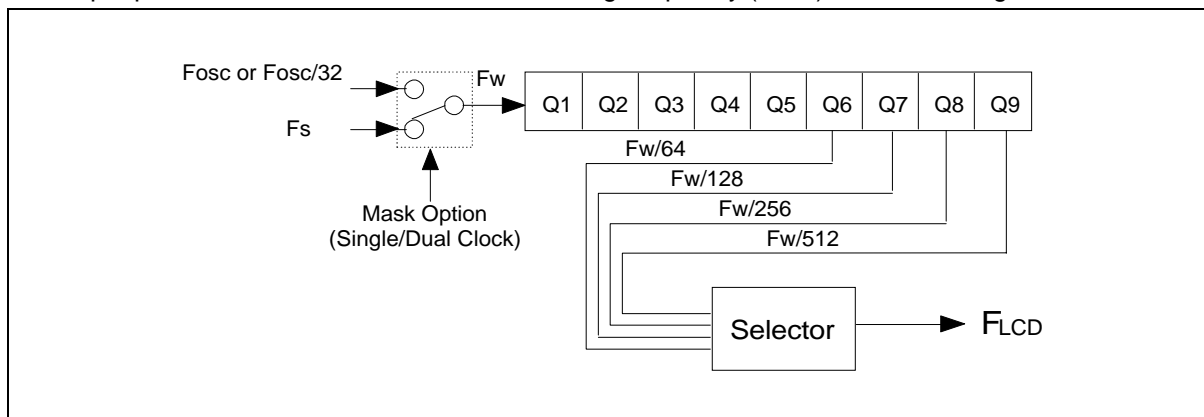 Fosc or Fosc/32
Fw
Q1 Q2 Q3 Q4 Q5 Q6 Q7 Q8 Q9
Fs
Fw/64
Fw/128
Mask Option
Fw/256
(Single/Dual Clock)
Fw/512
Selector
FLCD